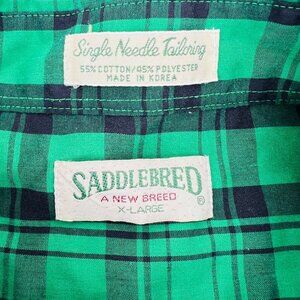 Single Needle Tailoring
55% COTTON/45% POLYESTER
MADE IN KOREA
SADDLEBRED®
A NEW BREED
X-LARGE